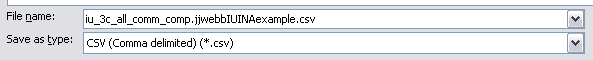 File name: iu_3c_all_comm_comp.jjwebbIUINAexample.csv
Save as type: CSV (Comma delimited) (*.csv)